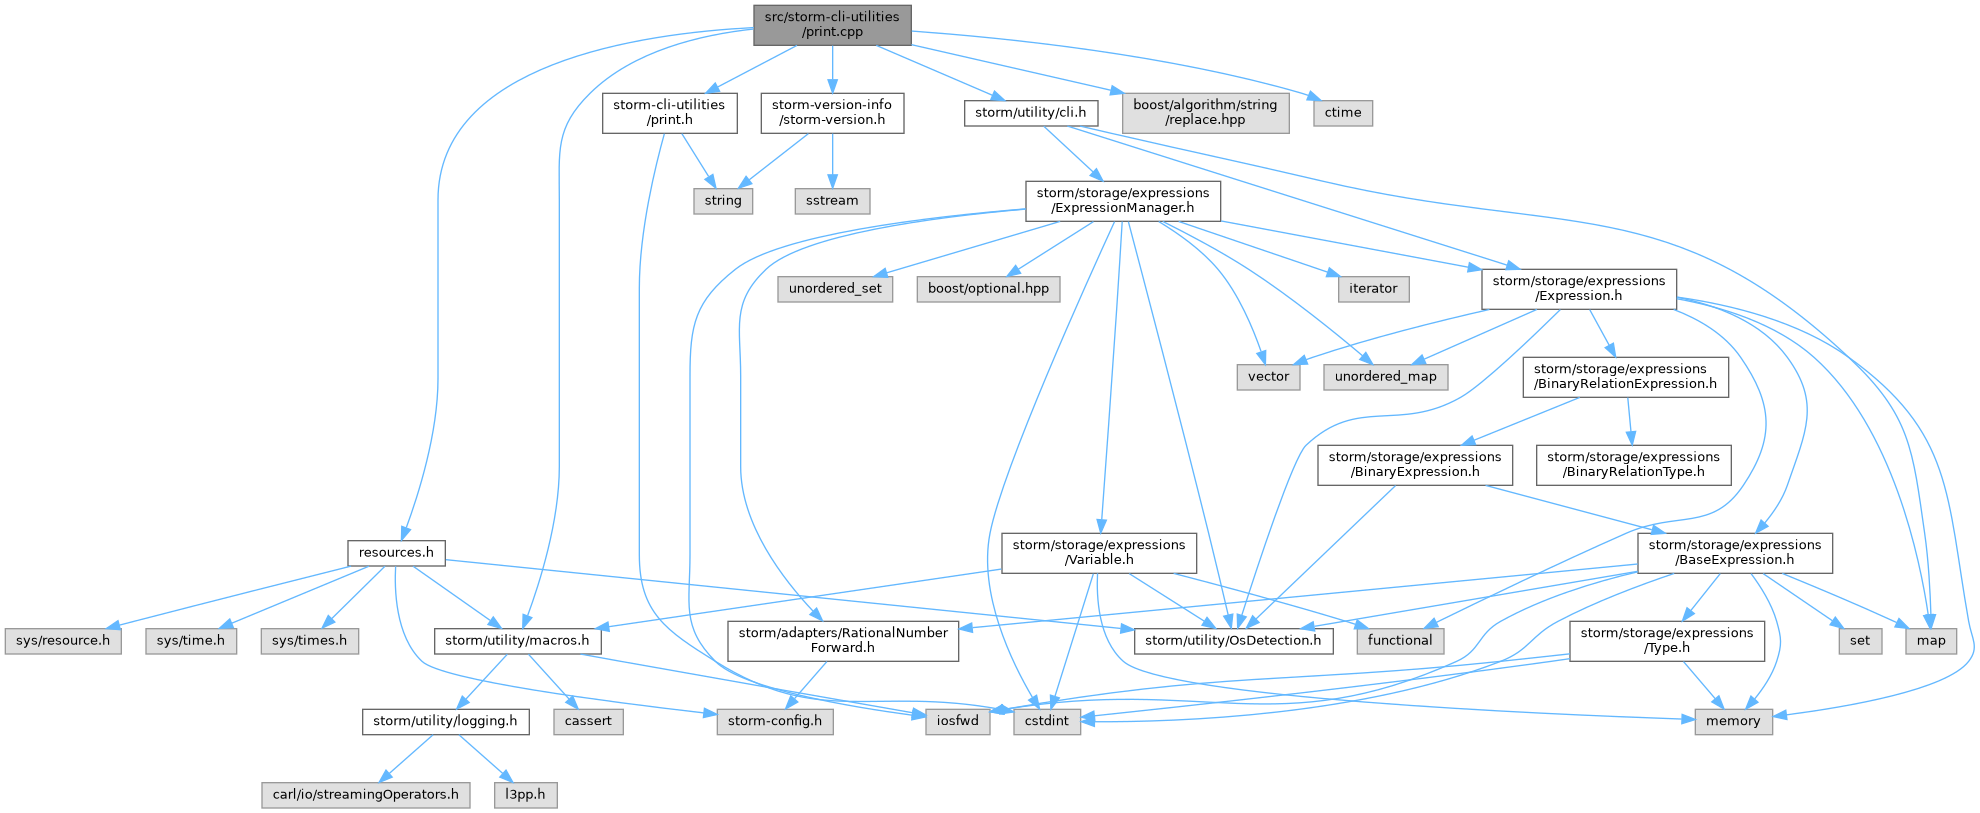 src/storm-cli-utilities
/print.cpp
storm-cli-utilities
/print.h
storm-version-info
/storm-version.h
storm/utility/cli.h
boost/algorithm/string
/replace.hpp
ctime
string
sstream
storm/storage/expressions
/ExpressionManager.h
unordered_set
boost/optional.hpp
iterator
storm/storage/expressions
/Expression.h
vector
unordered_map
storm/storage/expressions
/BinaryRelationExpression.h
storm/storage/expressions
/BinaryExpression.h
storm/storage/expressions
/BinaryRelationType.h
resources.h
storm/storage/expressions
/Variable.h
storm/storage/expressions
/BaseExpression.h
sys/resource.h
sys/time.h
sys/times.h
storm/utility/macros.h
storm/adapters/RationalNumber
Forward.h
storm/utility/OsDetection.h
functional
storm/storage/expressions
/Type.h
set
map
storm/utility/logging.h
cassert
storm-config.h
iosfwd
cstdint
memory
carl/io/streamingOperators.h
l3pp.h